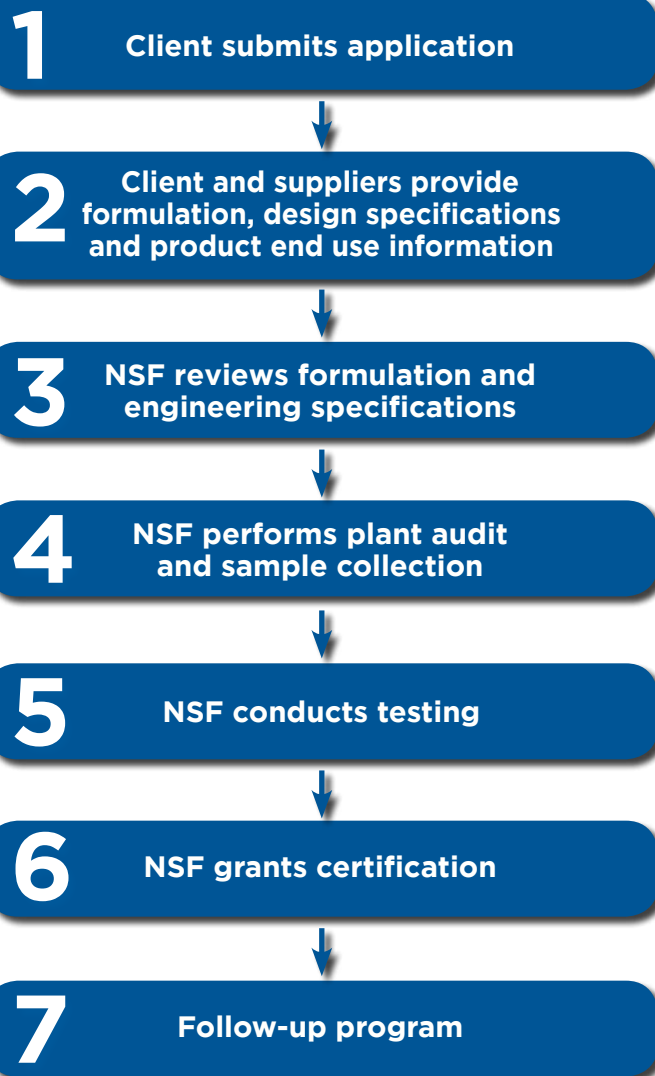 1
Client submits application
2
Client and suppliers provide
formulation, design specifications
and product end use information
3
NSF reviews formulation and
engineering specifications
4
NSF performs plant audit
and sample collection
5
NSF conducts testing
6
NSF grants certification
7
Follow-up program